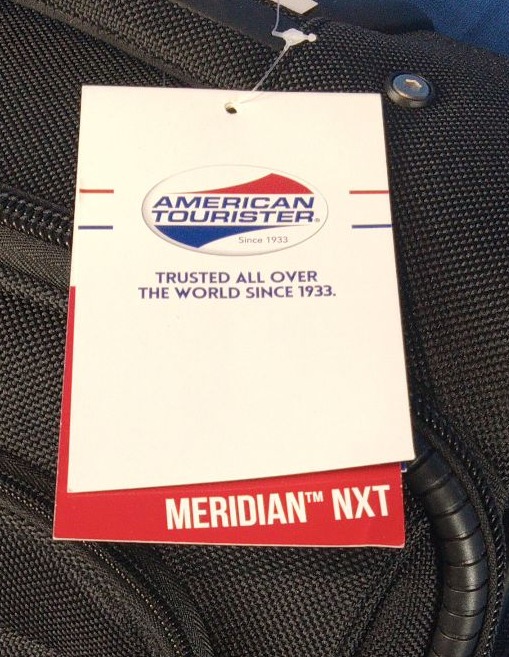 AMERICAN
TOURISTER®
Since 1933
TRUSTED ALL OVER
THE WORLD SINCE 1933.
MERIDIAN™ NXT